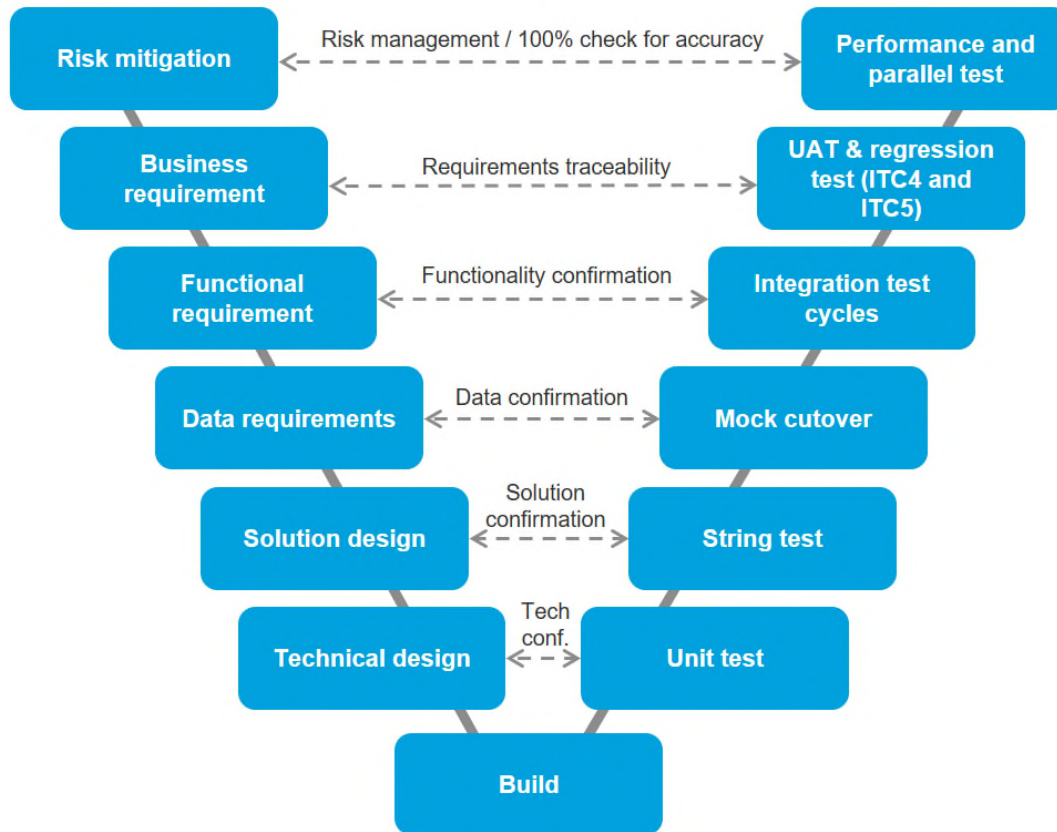 Risk mitigation
Risk management / 100% check for accuracy
Performance and
parallel test
Business
requirement
Requirements traceability
UAT & regression
test (ITC4 and
ITC5)
Functional
requirement
Functionality confirmation
Integration test
cycles
Data requirements
Data confirmation
Mock cutover
Solution design
Solution
confirmation
String test
Technical design
Tech
conf.
Unit test
Build